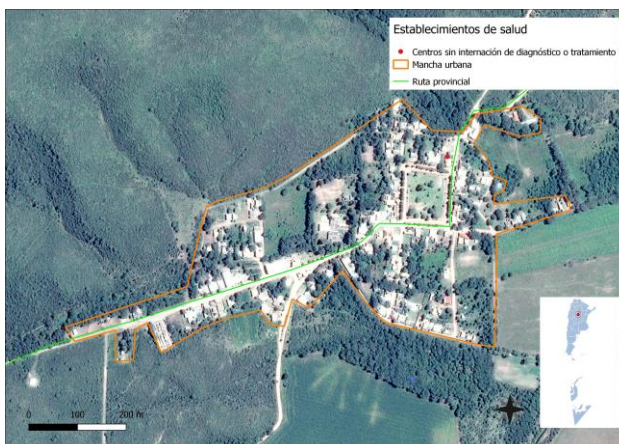 Establecimientos de salud
Centros sin internación de diagnóstico o tratamiento
Mancha urbana
Ruta provincial
0 100 200 m